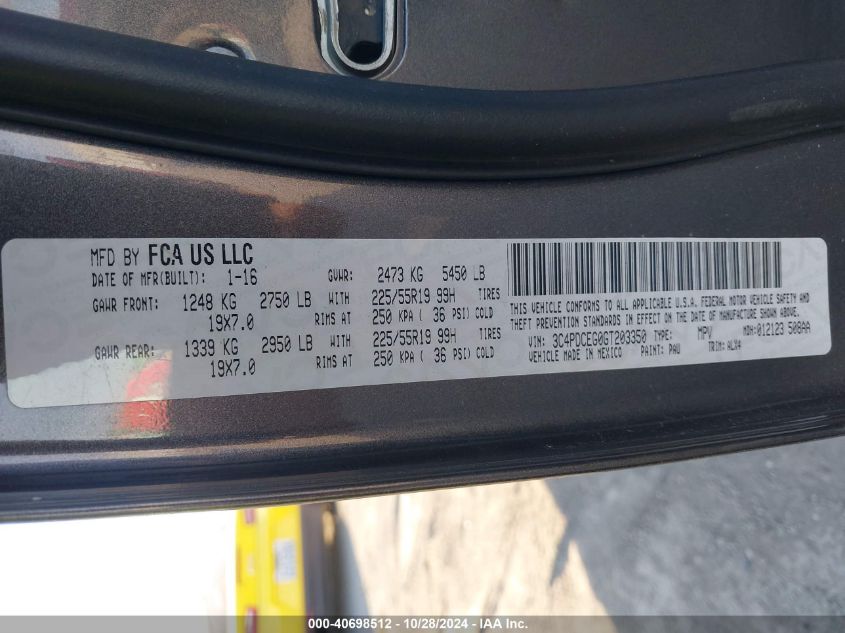 MFD BY FCA US LLC
DATE OF MFR(BUILT): 1-16 GVWR: 2473 KG 5450 LB
GAWR FRONT: 1248 KG 2750 LB WITH 225/55R19 99H TIRES
19X7.0 RIMS AT 250 KPA ( 36 PSI) COLD
GAWR REAR: 1339 KG 2950 LB WITH 225/55R19 99H TIRES
19X7.0 RIMS AT 250 KPA ( 36 PSI) COLD
THIS VEHICLE CONFORMS TO ALL APPLICABLE U.S.A. FEDERAL MOTOR VEHICLE SAFETY AND
THEFT PREVENTION STANDARDS IN EFFECT ON THE DATE OF MANUFACTURE SHOWN ABOVE.
VIN: 3C4PDCEG0GT203350 TYPE: MPV MDH:012123 508AA
VEHICLE MADE IN MEXICO PAINT: PAU TRIM: ALX9
000-40698512 - 10/28/2024 - IAA Inc.